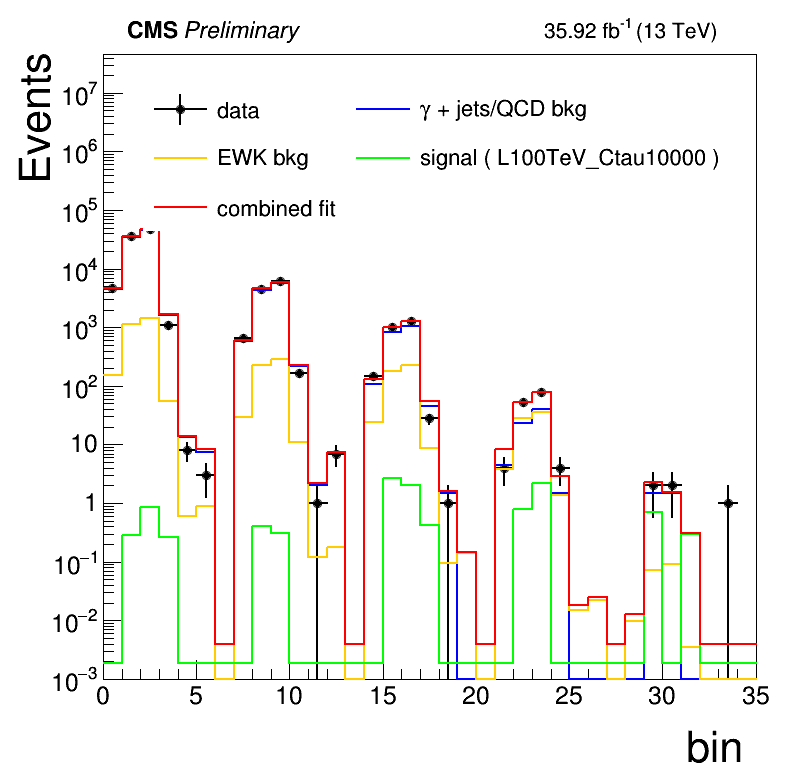 CMS Preliminary 35.92 fb⁻¹ (13 TeV)
Events
data
γ + jets/QCD bkg
EWK bkg
signal ( L100TeV_Ctau10000 )
combined fit
10⁷
10⁶
10⁵
10⁴
10³
10²
10
1
10⁻¹
10⁻²
10⁻³
0 5 10 15 20 25 30 35
bin